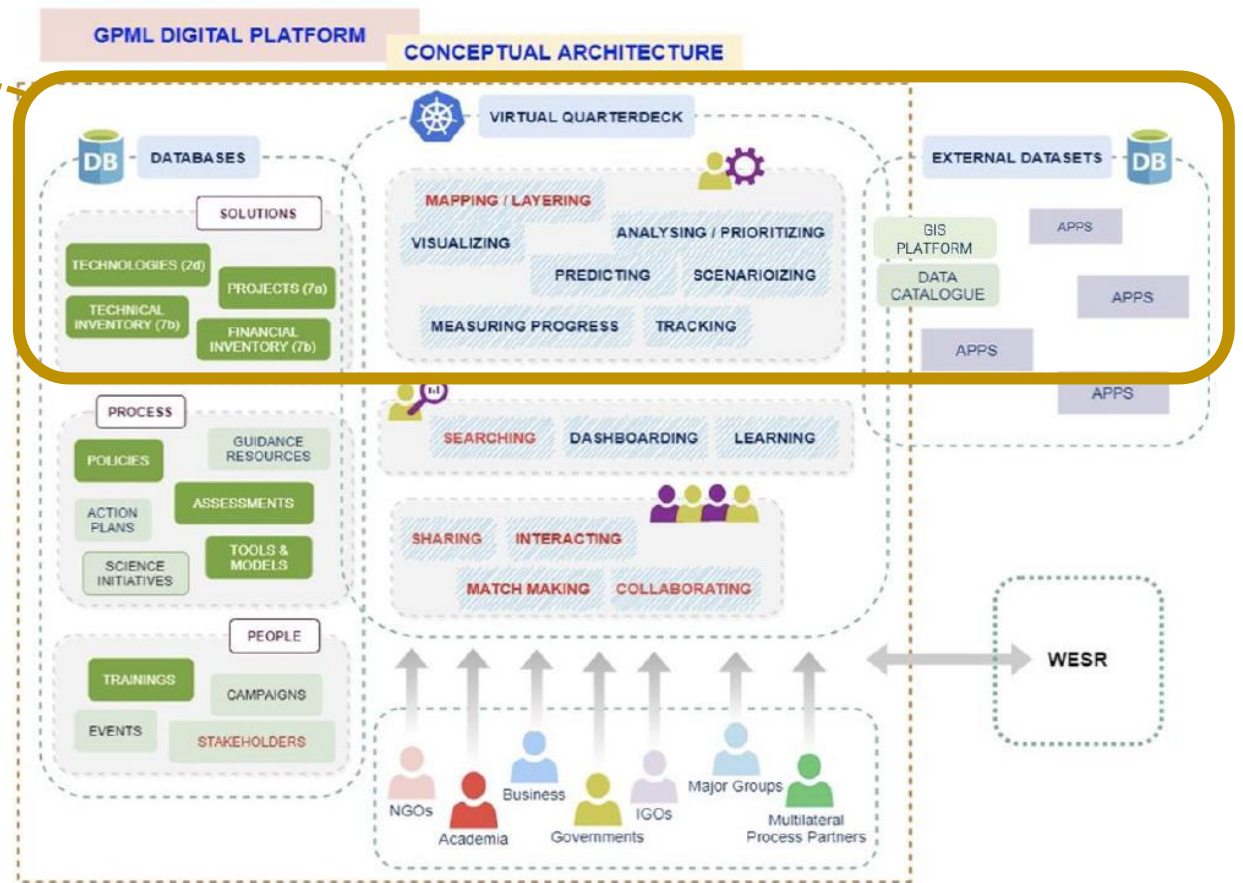 GPML DIGITAL PLATFORM
CONCEPTUAL ARCHITECTURE
DB
DATABASES
SOLUTIONS
TECHNOLOGIES (2d)
PROJECTS (7a)
TECHNICAL
INVENTORY (7b)
FINANCIAL
INVENTORY (7b)
PROCESS
POLICIES
GUIDANCE
RESOURCES
ASSESSMENTS
ACTION
PLANS
TOOLS &
MODELS
SCIENCE
INITIATIVES
PEOPLE
TRAININGS
CAMPAIGNS
EVENTS
STAKEHOLDERS
VIRTUAL QUARTERDECK
MAPPING / LAYERING
VISUALIZING
ANALYSING / PRIORITIZING
PREDICTING
SCENARIOIZING
MEASURING PROGRESS
TRACKING
SEARCHING
DASHBOARDING
LEARNING
SHARING
INTERACTING
MATCH MAKING
COLLABORATING
NGOs
Academia
Business
Governments
IGOs
Major Groups
Multilateral
Process Partners
EXTERNAL DATASETS
DB
GIS
PLATFORM
DATA
CATALOGUE
APPS
APPS
APPS
APPS
WESR